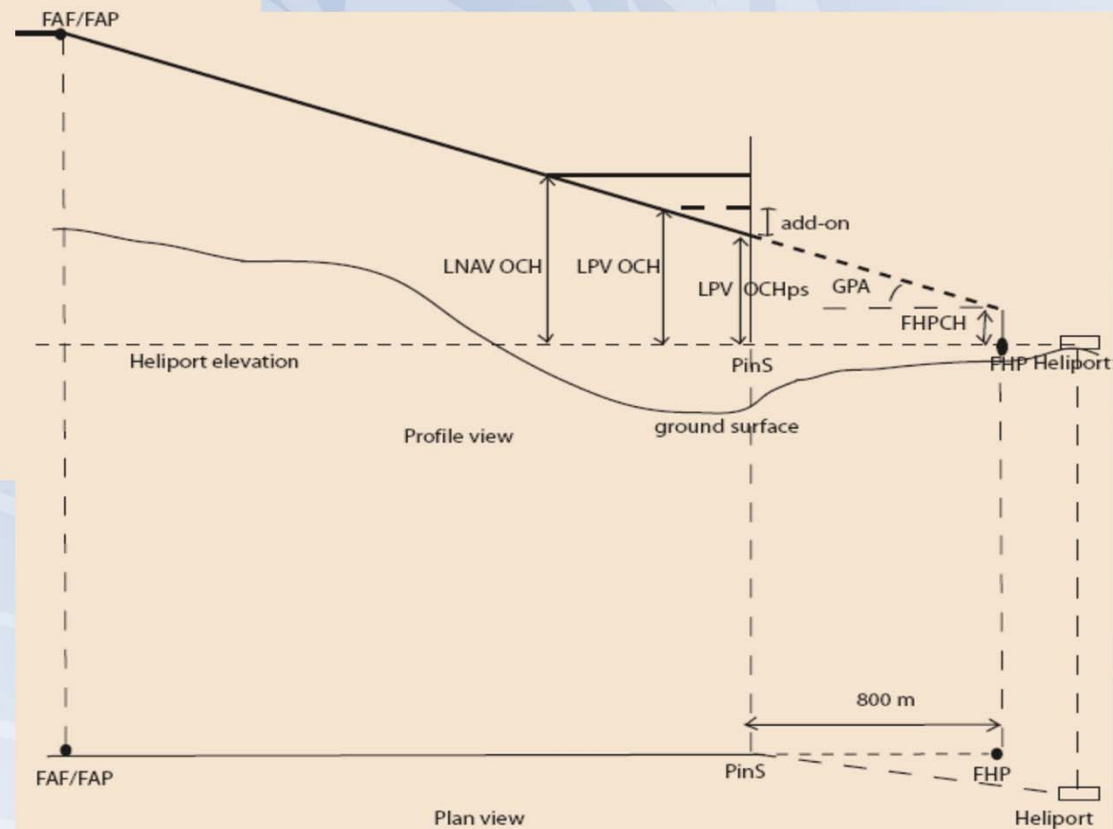 FAF/FAP
add-on
LNAV OCH
LPV OCH
LPV OCHps
GPA
FHPCH
Heliport elevation
PinS
FHP Heliport
Profile view
ground surface
800 m
FAF/FAP
PinS
FHP
Plan view
Heliport